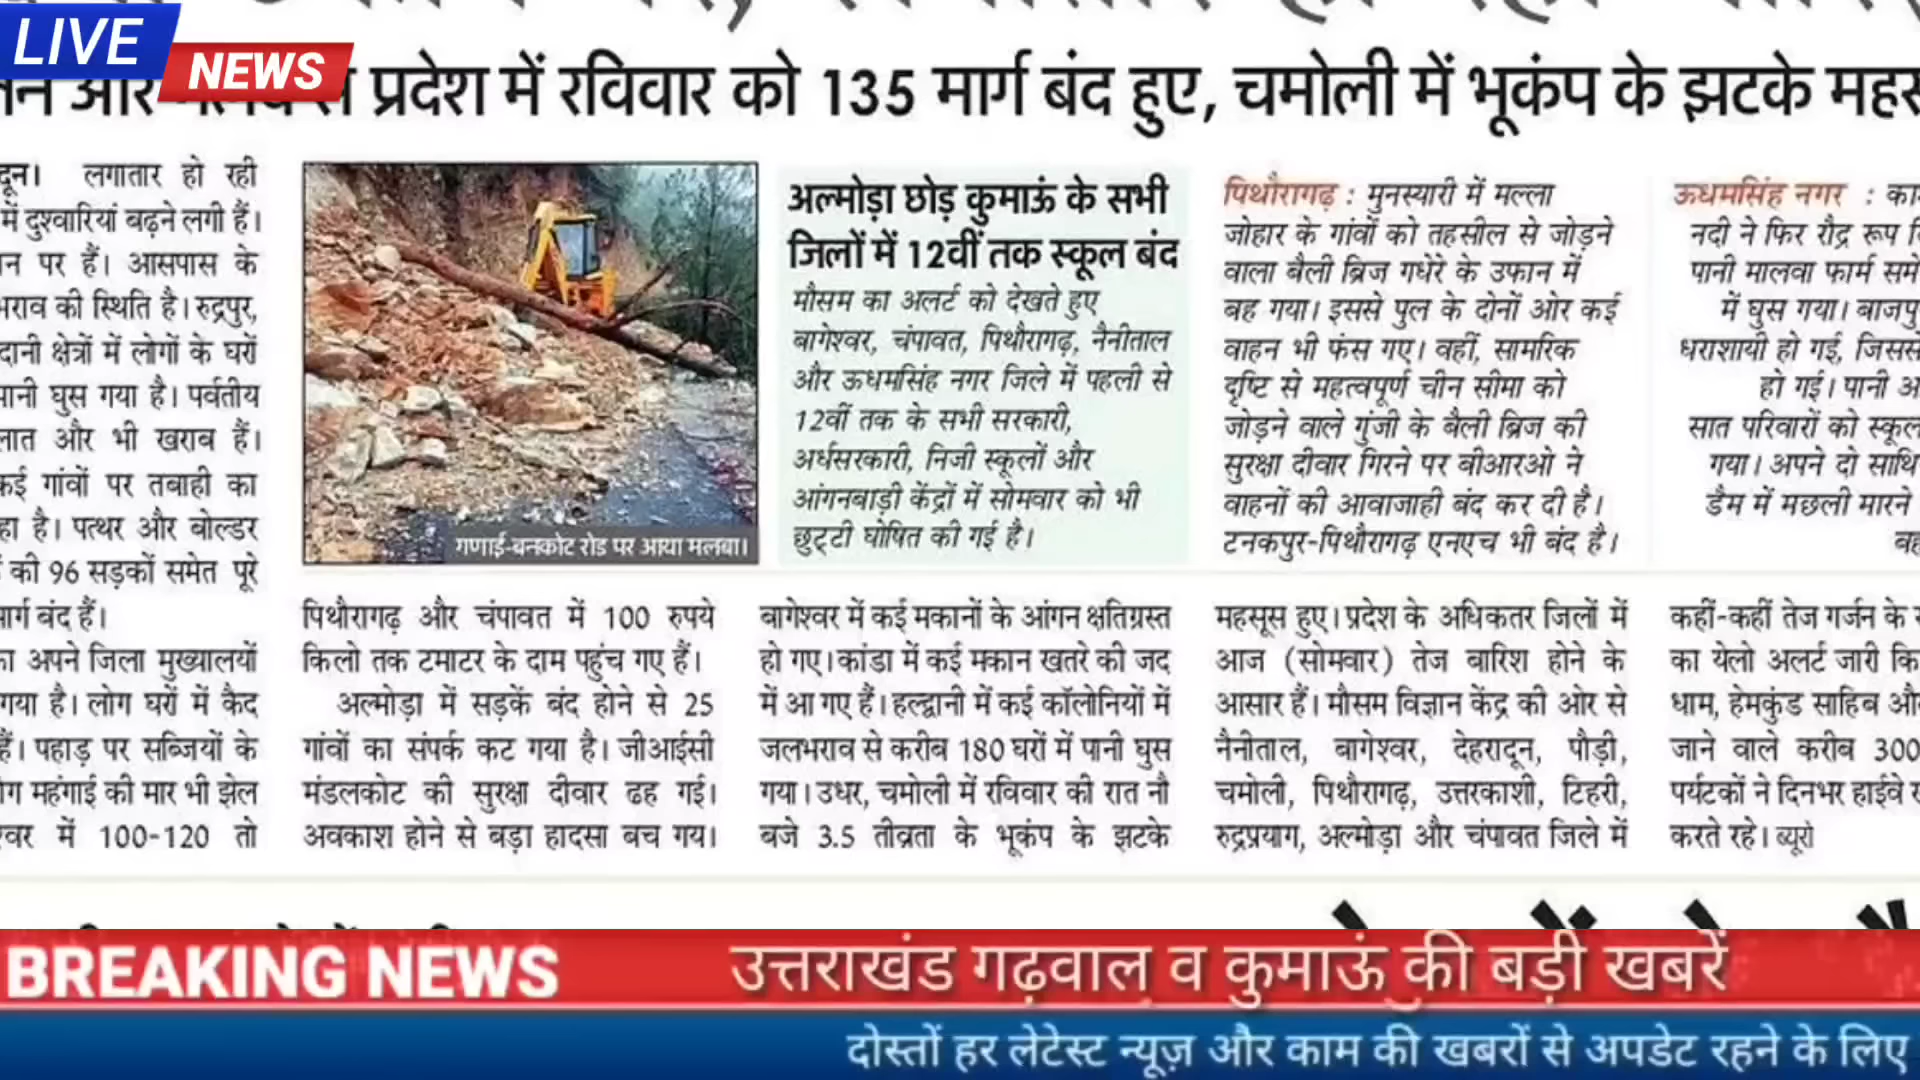 LIVE
NEWS
प्रदेश में रविवार को 135 मार्ग बंद हुए, चमोली में भूकंप के झटके
लगातार हो रही
में दुश्वारियां बढ़ने लगी हैं।
पर हैं। आसपास के
की स्थिति है। रुद्रपुर,
क्षेत्रों में लोगों के घरों
घुस गया है। पर्वतीय
और भी खराब हैं।
गांवों पर तबाही का
है। पत्थर और बोल्डर
की 96 सड़कों समेत पूरे
बंद हैं।
अपने जिला मुख्यालयों
गया है। लोग घरों में कैद
हैं। पहाड़ पर सब्जियों के
महंगाई की मार भी झेल
में 100-120 तो
गणाई-बनकोट रोड पर आया मलबा।
अल्मोड़ा छोड़ कुमाऊं के सभी
जिलों में 12वीं तक स्कूल बंद
मौसम का अलर्ट को देखते हुए
बागेश्वर, चंपावत, पिथौरागढ़, नैनीताल
और ऊधमसिंह नगर जिले में पहली से
12वीं तक के सभी सरकारी,
अर्धसरकारी, निजी स्कूलों और
आंगनबाड़ी केंद्रों में सोमवार को भी
छुट्टी घोषित की गई है।
पिथौरागढ़ : मुनस्यारी में मल्ला
जोहार के गांवों को तहसील से जोड़ने
वाला बैली ब्रिज गधेरे के उफान में
बह गया। इससे पुल के दोनों ओर कई
वाहन भी फंस गए। वहीं, सामरिक
दृष्टि से महत्वपूर्ण चीन सीमा को
जोड़ने वाले गुंजी के बैली ब्रिज की
सुरक्षा दीवार गिरने पर बीआरओ ने
वाहनों की आवाजाही बंद कर दी है।
टनकपुर-पिथौरागढ़ एनएच भी बंद है।
ऊधमसिंह नगर :
नदी ने फिर रौद्र रूप
पानी मालवा फार्म
में घुस गया।
धराशायी हो गई,
हो गई। पानी
सात परिवारों को
गया। अपने दो
डैम में मछली मारने
पिथौरागढ़ और चंपावत में 100 रुपये
किलो तक टमाटर के दाम पहुंच गए हैं।
अल्मोड़ा में सड़कें बंद होने से 25
गांवों का संपर्क कट गया है। जीआईसी
मंडलकोट की सुरक्षा दीवार ढह गई।
अवकाश होने से बड़ा हादसा बच गय।
बागेश्वर में कई मकानों के आंगन क्षतिग्रस्त
हो गए। कांडा में कई मकान खतरे की जद
में आ गए हैं। हल्द्वानी में कई कॉलोनियों में
जलभराव से करीब 180 घरों में पानी घुस
गया। उधर, चमोली में रविवार की रात नौ
बजे 3.5 तीव्रता के भूकंप के झटके
महसूस हुए। प्रदेश के अधिकतर जिलों में
आज (सोमवार) तेज बारिश होने के
आसार हैं। मौसम विज्ञान केंद्र की ओर से
नैनीताल, बागेश्वर, देहरादून, पौड़ी,
चमोली, पिथौरागढ़, उत्तरकाशी, टिहरी,
रुद्रप्रयाग, अल्मोड़ा और चंपावत जिले में
कहीं-कहीं तेज गर्जन के
का येलो अलर्ट जारी
धाम, हेमकुंड साहिब
जाने वाले करीब 300
पर्यटकों ने दिनभर हाईवे
करते रहे। ब्यूरो
BREAKING NEWS
उत्तराखंड गढ़वाल व कुमाऊं की बड़ी खबरें
दोस्तों हर लेटेस्ट न्यूज़ और काम की खबरों से अपडेट रहने के लिए